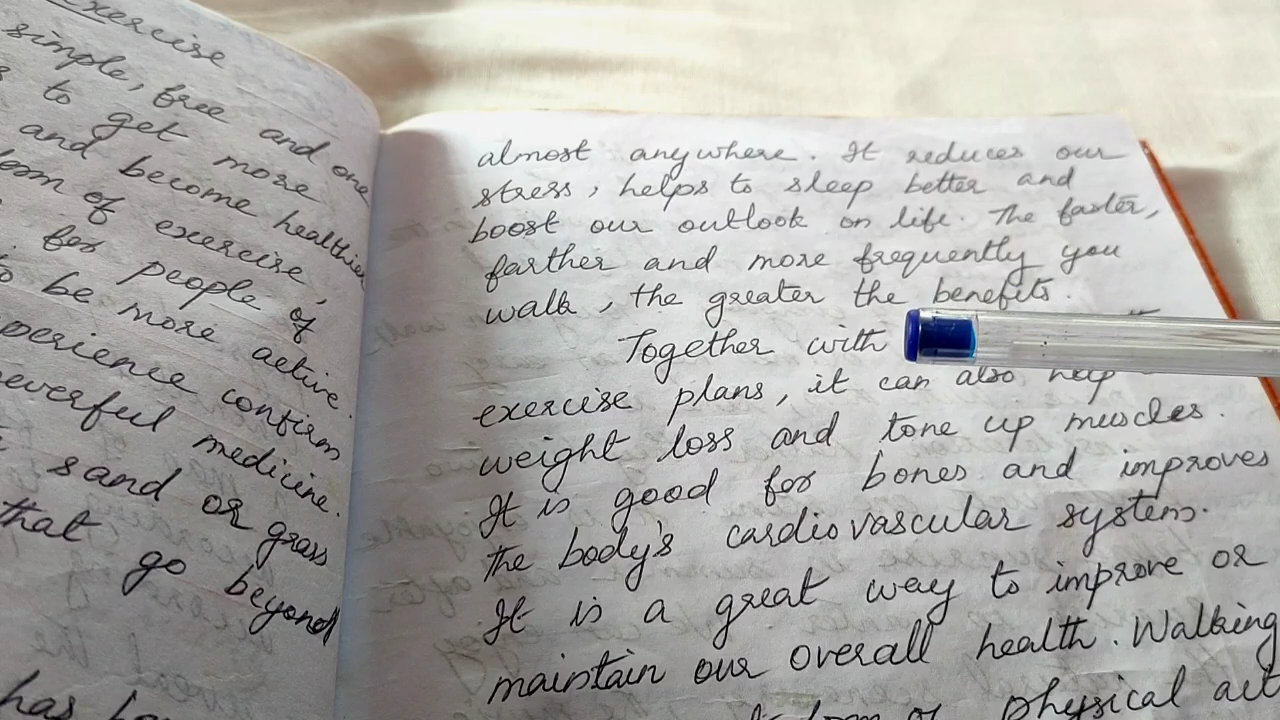 Exercise
simple, free and one
to get more
and become healthier
of exercise,
for people of
to be more active.
confirm
medicine.
sand or grass
that go beyond
has
almost anywhere. It reduces our
stress, helps to sleep better and
boost our outlook on life. The faster,
farther and more frequently you
walk, the greater the benefits.
Together with
exercise plans, it can also help
weight loss and tone up muscles.
It is good for bones and improves
the body's cardiovascular system.
It is a great way to improve or
maintain our overall health. Walking
of physical